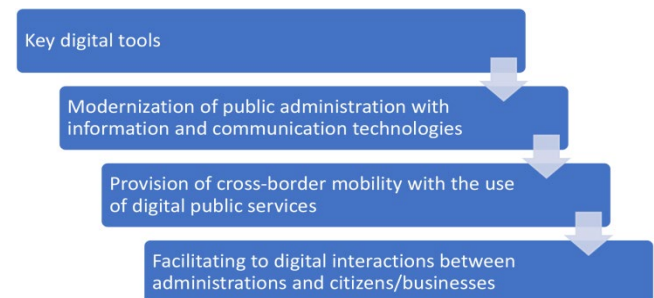 Key digital tools
Modernization of public administration with
information and communication technologies
Provision of cross-border mobility with the use
of digital public services
Facilitating to digital interactions between
administrations and citizens/businesses